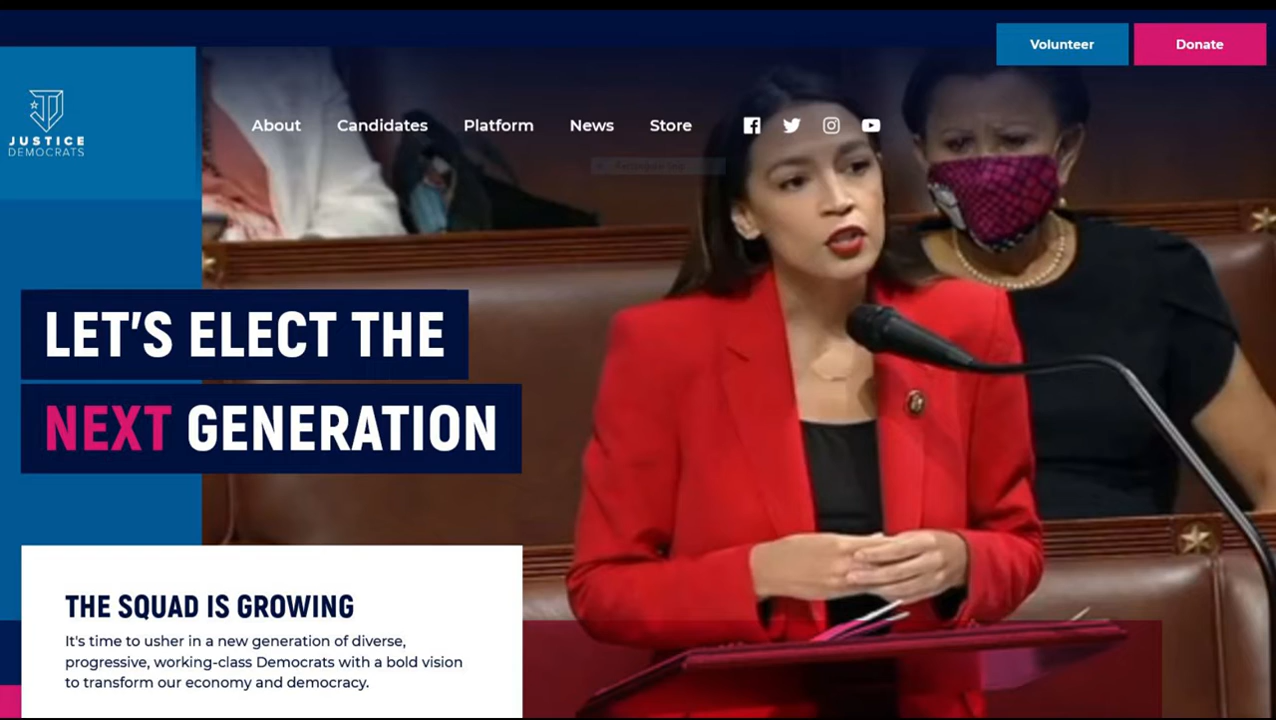 Volunteer
Donate
JUSTICE
DEMOCRATS
About
Candidates
Platform
News
Store
LET'S ELECT THE
NEXT GENERATION
THE SQUAD IS GROWING
It's time to usher in a new generation of diverse,
progressive, working-class Democrats with a bold vision
to transform our economy and democracy.